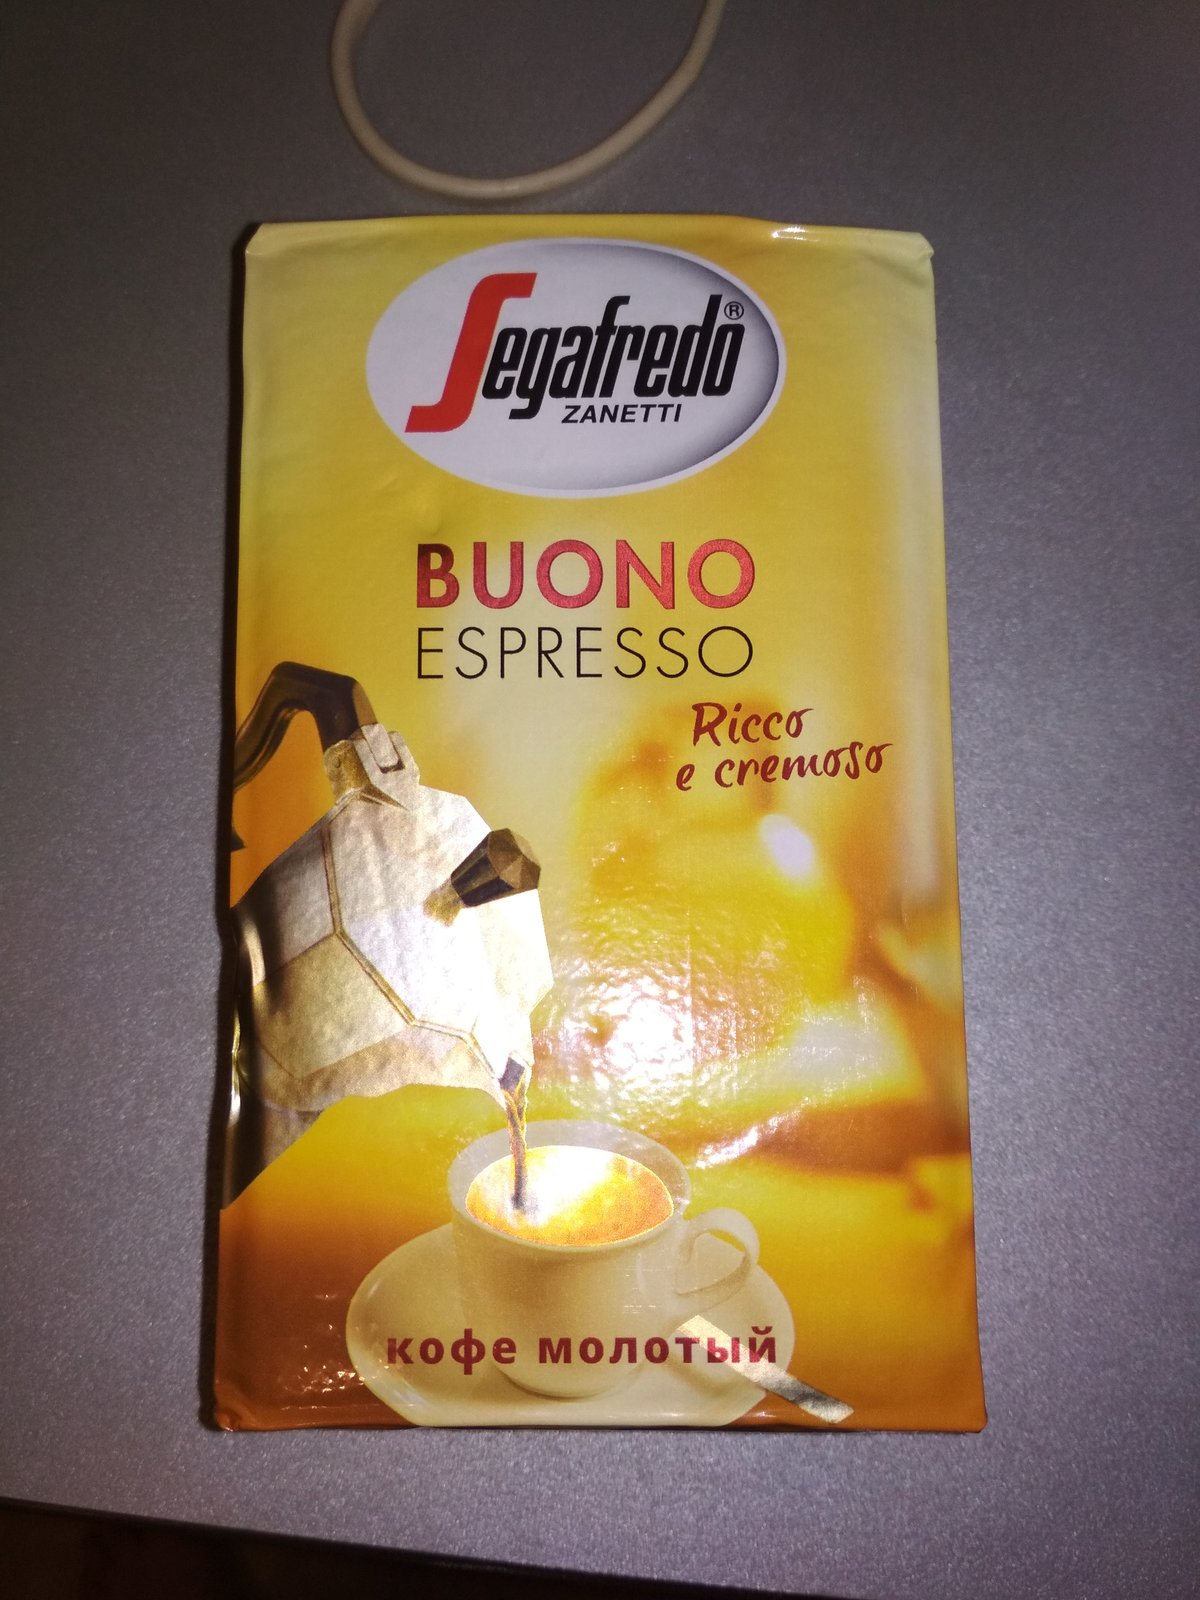 Segafredo®
ZANETTI
BUONO
ESPRESSO
Ricco
e cremoso
кофе молотый